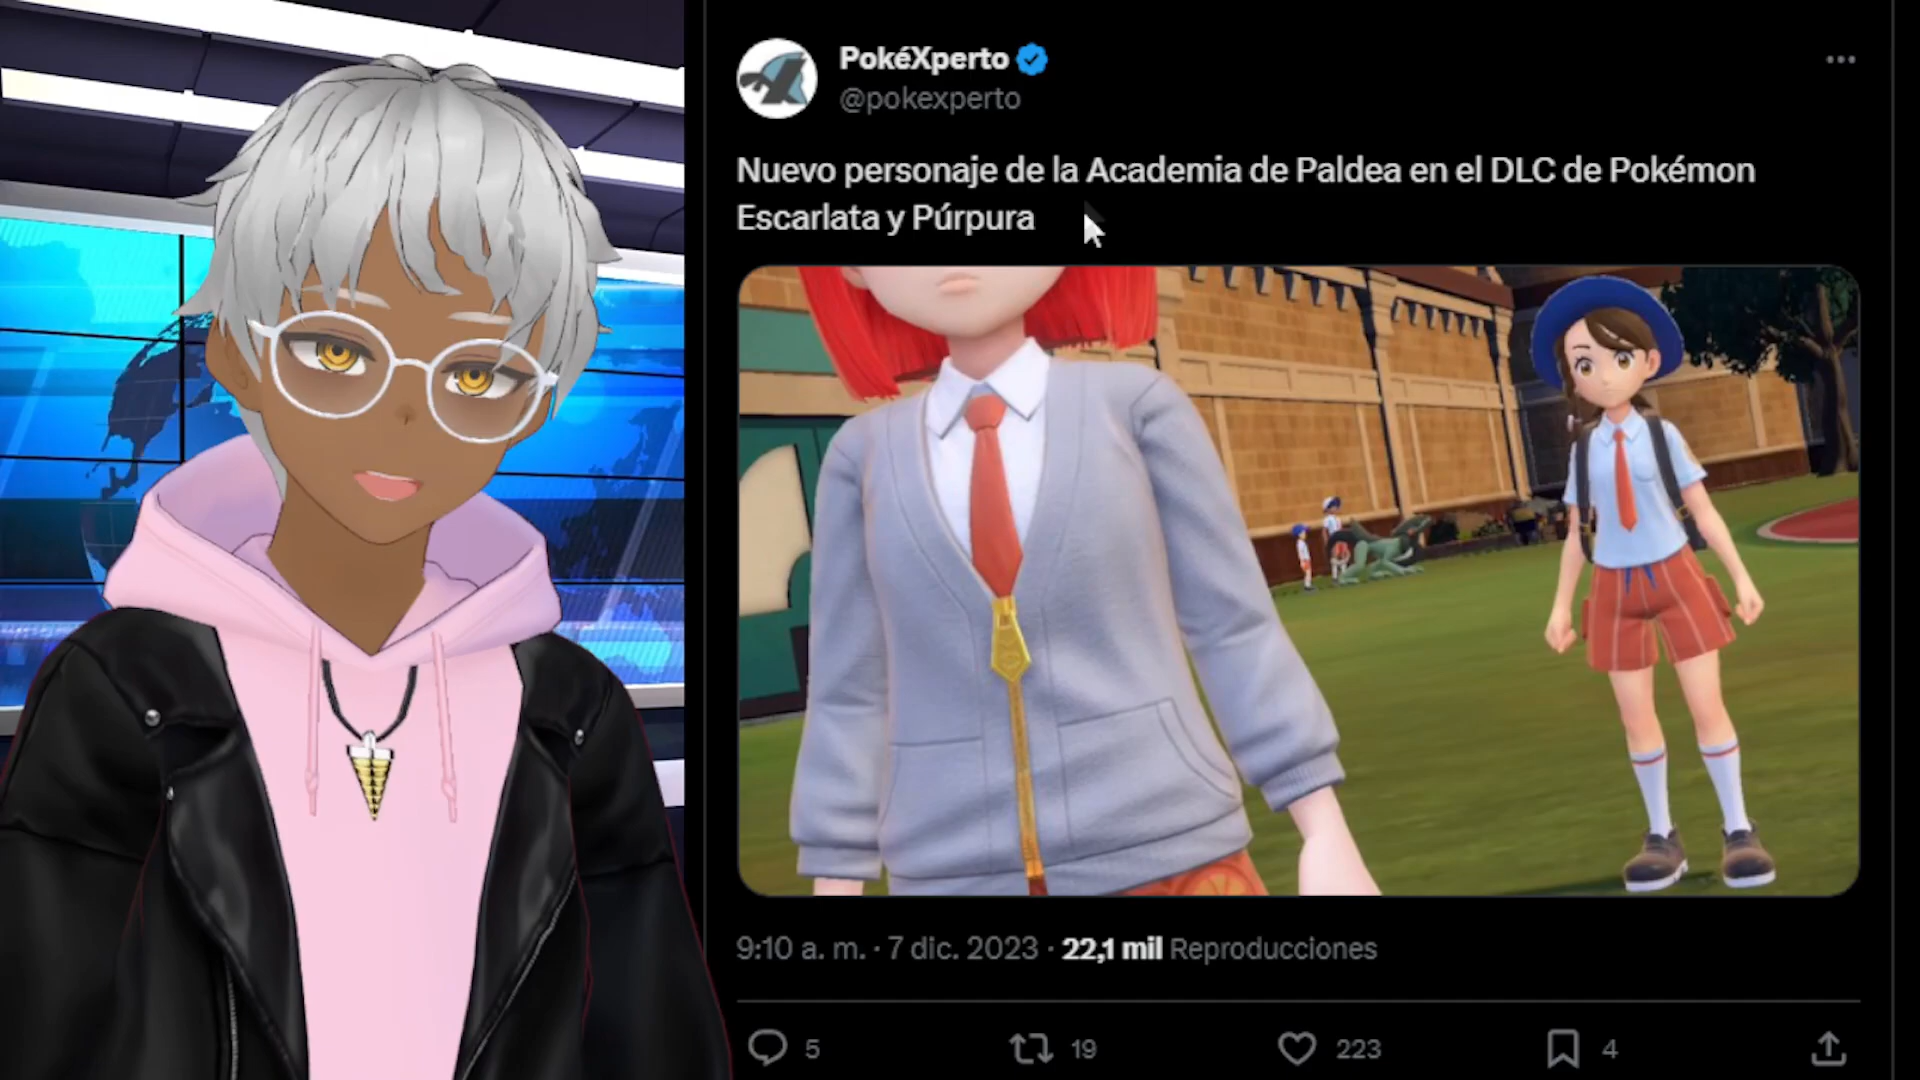 PokéXperto
@pokexperto
Nuevo personaje de la Academia de Paldea en el DLC de Pokémon
Escarlata y Púrpura
9:10 a. m. · 7 dic. 2023 · 22,1 mil Reproducciones
5 19 223 4